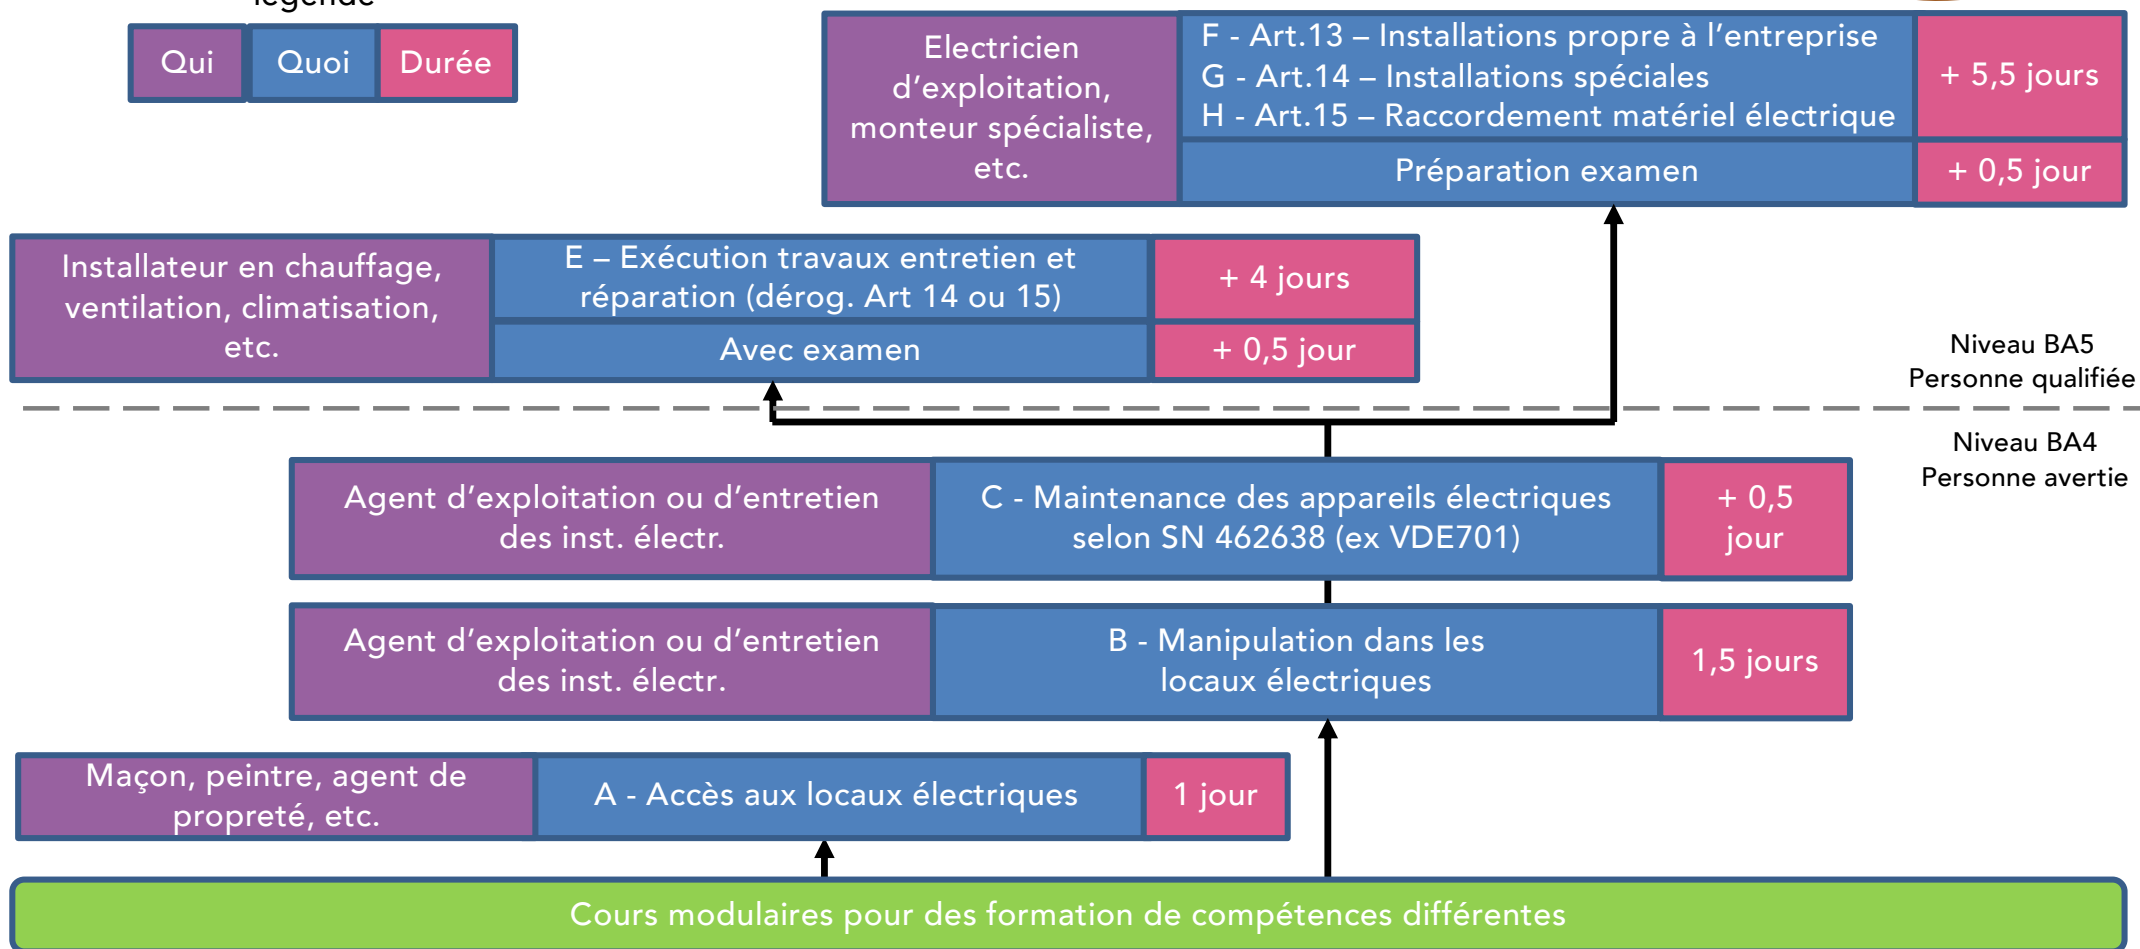 légende
Qui
Quoi
Durée
Electricien
d’exploitation,
monteur spécialiste,
etc.
F - Art.13 – Installations propre à l’entreprise
G - Art.14 – Installations spéciales
H - Art.15 – Raccordement matériel électrique
+ 5,5 jours
Préparation examen
+ 0,5 jour
Installateur en chauffage,
ventilation, climatisation,
etc.
E – Exécution travaux entretien et
réparation (dérog. Art 14 ou 15)
+ 4 jours
Avec examen
+ 0,5 jour
Niveau BA5
Personne qualifiée
Niveau BA4
Personne avertie
Agent d’exploitation ou d’entretien
des inst. électr.
C - Maintenance des appareils électriques
selon SN 462638 (ex VDE701)
+ 0,5
jour
Agent d’exploitation ou d’entretien
des inst. électr.
B - Manipulation dans les
locaux électriques
1,5 jours
Maçon, peintre, agent de
propreté, etc.
A - Accès aux locaux électriques
1 jour
Cours modulaires pour des formation de compétences différentes